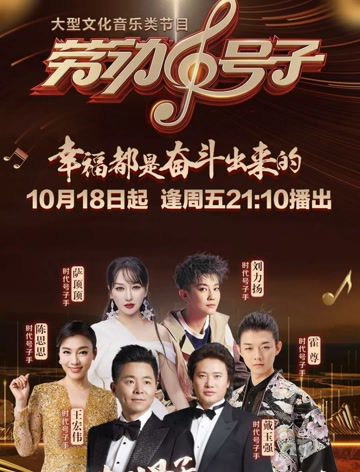 大型文化音乐类节目
劳动号子
幸福都是奋斗出来的
10月18日起 逢周五21:10播出
萨顶顶
时代号子手
刘力扬
时代号子手
陈思思
时代号子手
霍尊
时代号子手
王宏伟
时代号子手
戴玉强
时代号子手